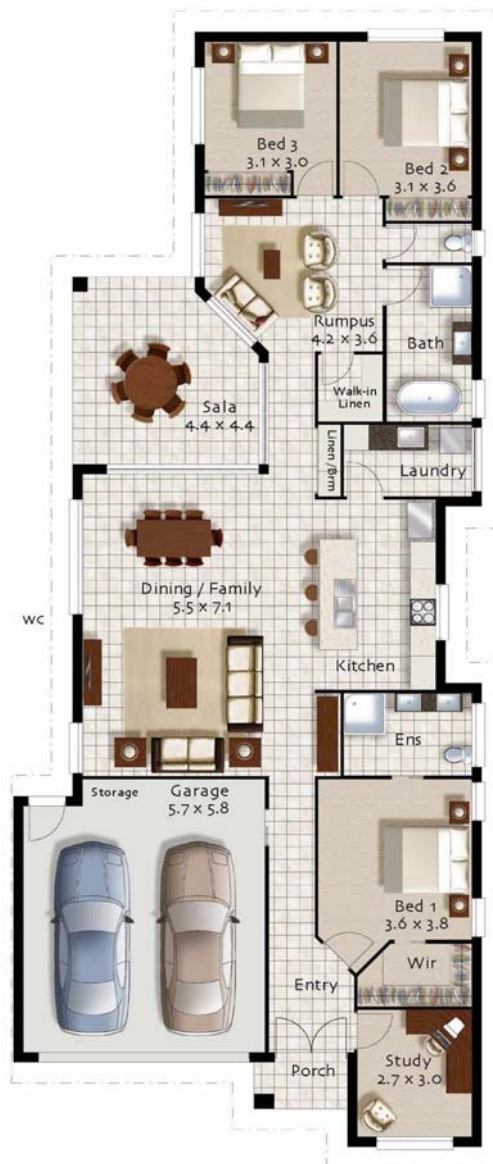 Bed 3
3.1 x 3.0
Bed 2
3.1 x 3.6
Rumpus
4.2 x 3.6
Bath
Walk-in
Linen
Sala
4.4 x 4.4
Linen /Brm
Laundry
Dining / Family
5.5 x 7.1
WC
Kitchen
Ens
Storage
Garage
5.7 x 5.8
Bed 1
3.6 x 3.8
Wir
Entry
Porch
Study
2.7 x 3.0